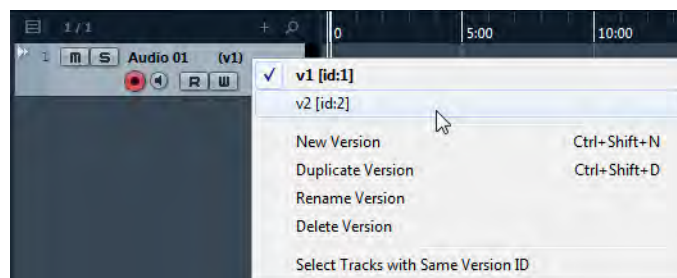 1/1 + 0 5:00 10:00
1 m S Audio 01 (v1)
R W
✓ v1 [id:1]
v2 [id:2]
New Version Ctrl+Shift+N
Duplicate Version Ctrl+Shift+D
Rename Version
Delete Version
Select Tracks with Same Version ID